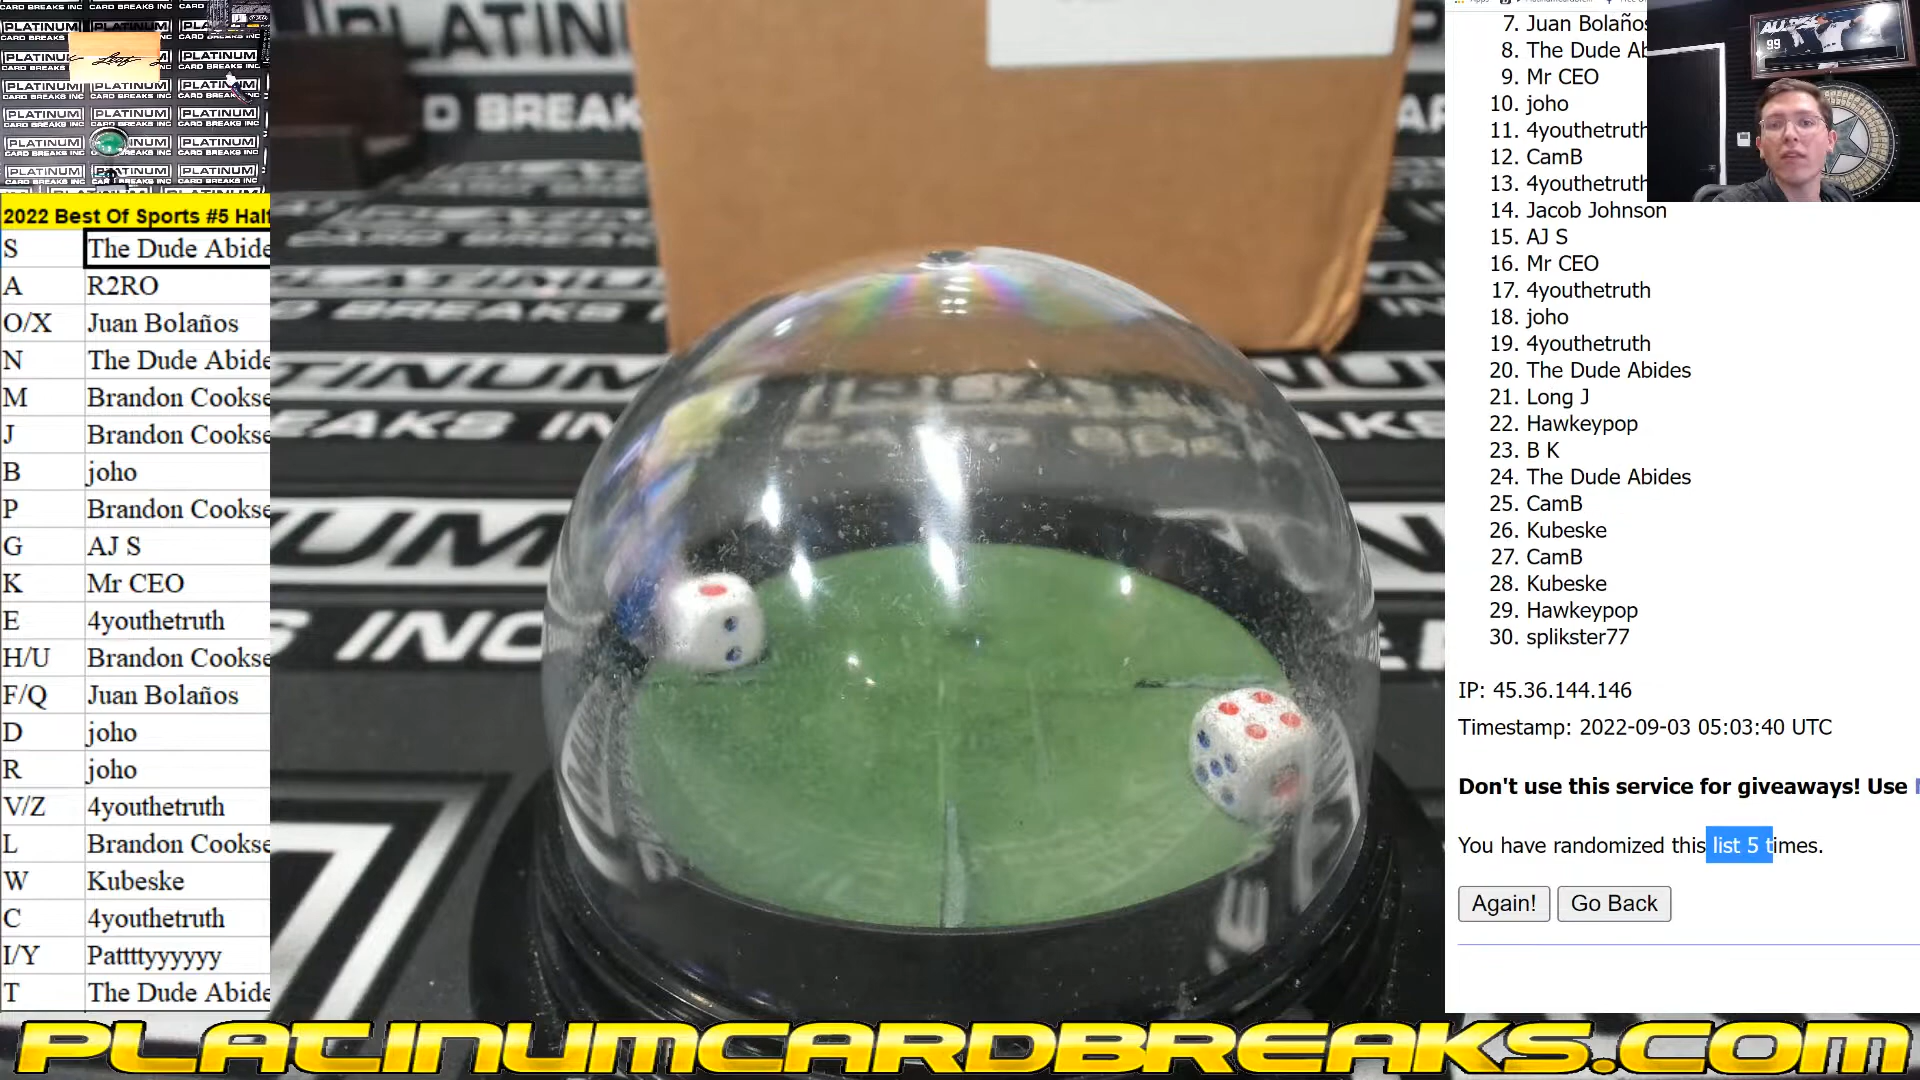 2022 Best Of Sports #5 Half
S The Dude Abide
A R2RO
O/X Juan Bolaños
N The Dude Abide
M Brandon Cookse
J Brandon Cookse
B joho
P Brandon Cookse
G AJ S
K Mr CEO
E 4youthetruth
H/U Brandon Cookse
F/Q Juan Bolaños
D joho
R joho
V/Z 4youthetruth
L Brandon Cookse
W Kubeske
C 4youthetruth
I/Y Patttyyyyyy
T The Dude Abide
7. Juan Bolaños
8. The Dude Ab
9. Mr CEO
10. joho
11. 4youthetruth
12. CamB
13. 4youthetruth
14. Jacob Johnson
15. AJ S
16. Mr CEO
17. 4youthetruth
18. joho
19. 4youthetruth
20. The Dude Abides
21. Long J
22. Hawkeypop
23. B K
24. The Dude Abides
25. CamB
26. Kubeske
27. CamB
28. Kubeske
29. Hawkeypop
30. splikster77
IP: 45.36.144.146
Timestamp: 2022-09-03 05:03:40 UTC
Don't use this service for giveaways! Use
You have randomized this list 5 times.
Again! Go Back
99
PLATINUM
CARD BREAKS INC
PLATINUMCARDBREAKS.COM